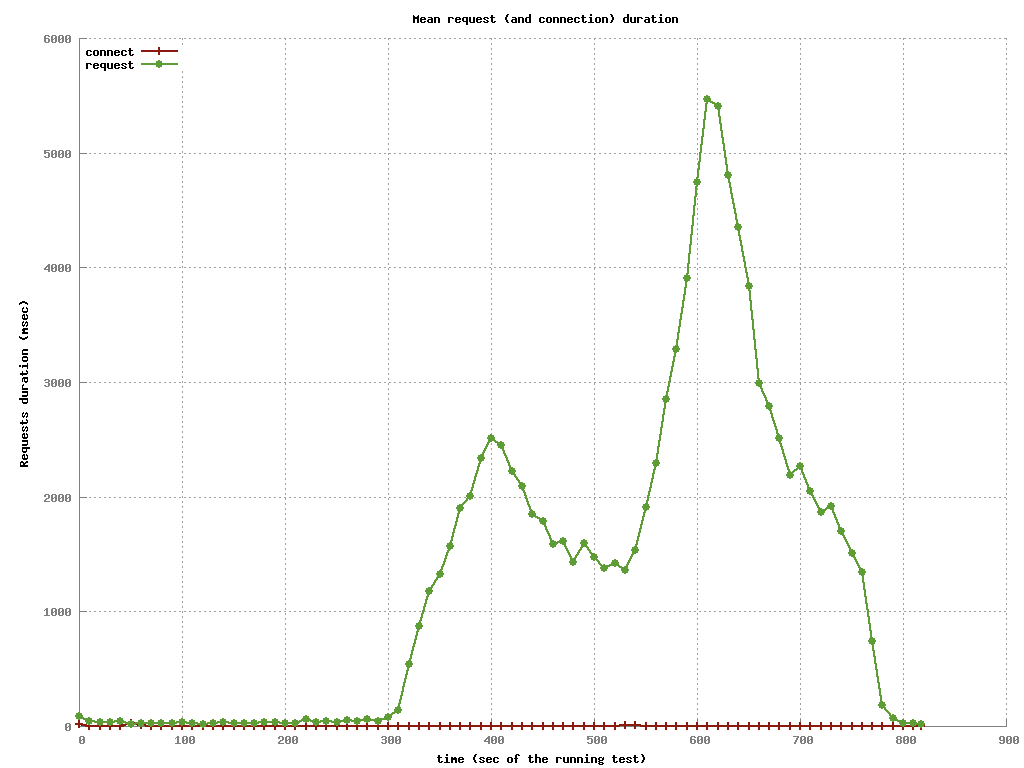 Mean request (and connection) duration
connect
request
6000
5000
4000
3000
2000
1000
0
Requests duration (msec)
0 100 200 300 400 500 600 700 800 900
time (sec of the running test)